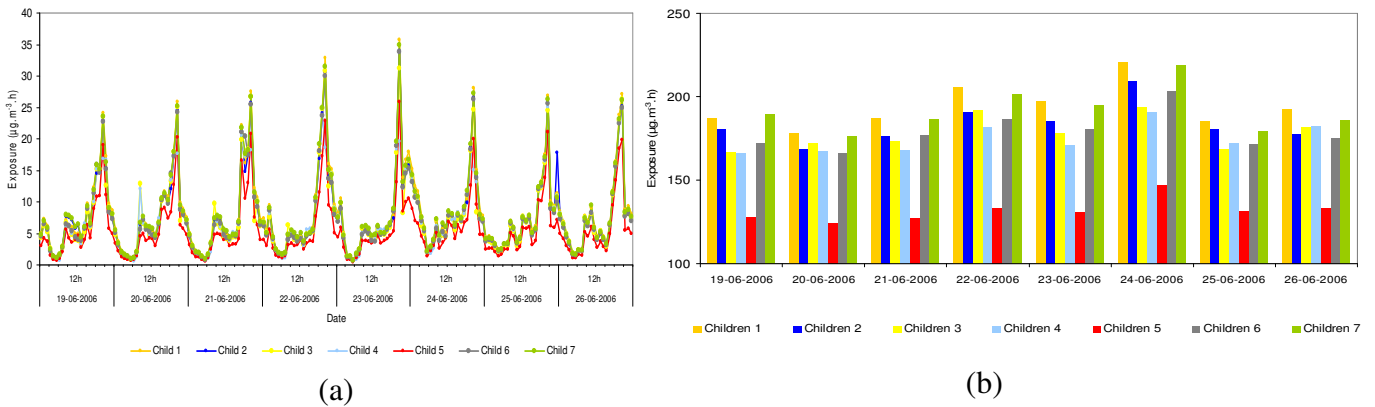 40
35
30
25
20
15
10
5
0
Exposure (µg.m⁻³.h)
12h 12h 12h 12h 12h 12h 12h 12h
19-06-2006 20-06-2006 21-06-2006 22-06-2006 23-06-2006 24-06-2006 25-06-2006 26-06-2006
Date
Child 1 Child 2 Child 3 Child 4 Child 5 Child 6 Child 7
(a)
250
200
150
100
Exposure (µg.m⁻³.h)
19-06-2006 20-06-2006 21-06-2006 22-06-2006 23-06-2006 24-06-2006 25-06-2006 26-06-2006
Children 1 Children 2 Children 3 Children 4 Children 5 Children 6 Children 7
(b)